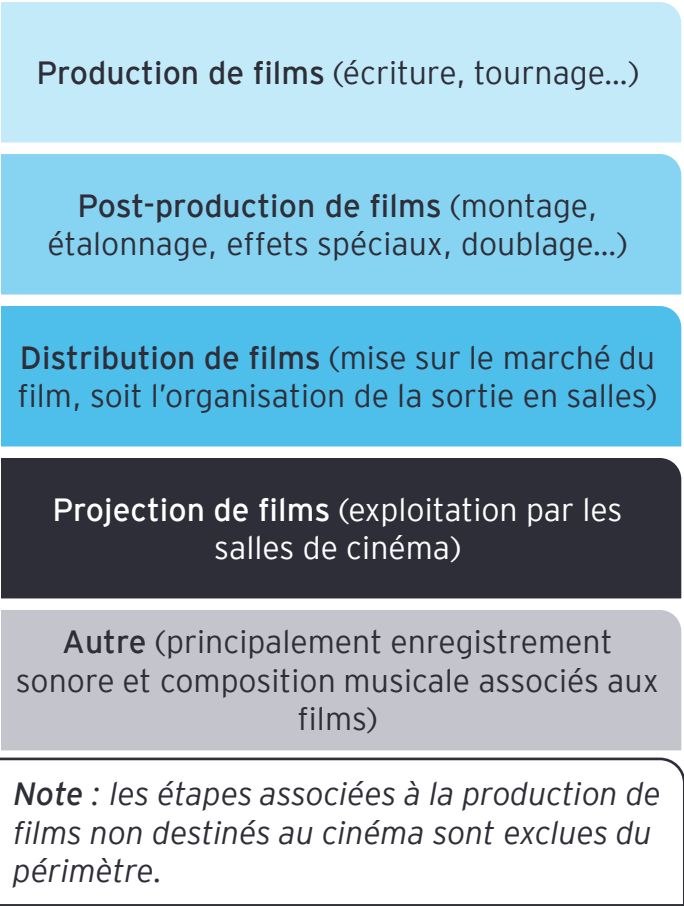 Production de films (écriture, tournage...)
Post-production de films (montage,
étalonnage, effets spéciaux, doublage...)
Distribution de films (mise sur le marché du
film, soit l'organisation de la sortie en salles)
Projection de films (exploitation par les
salles de cinéma)
Autre (principalement enregistrement
sonore et composition musicale associés aux
films)
Note : les étapes associées à la production de
films non destinés au cinéma sont exclues du
périmètre.